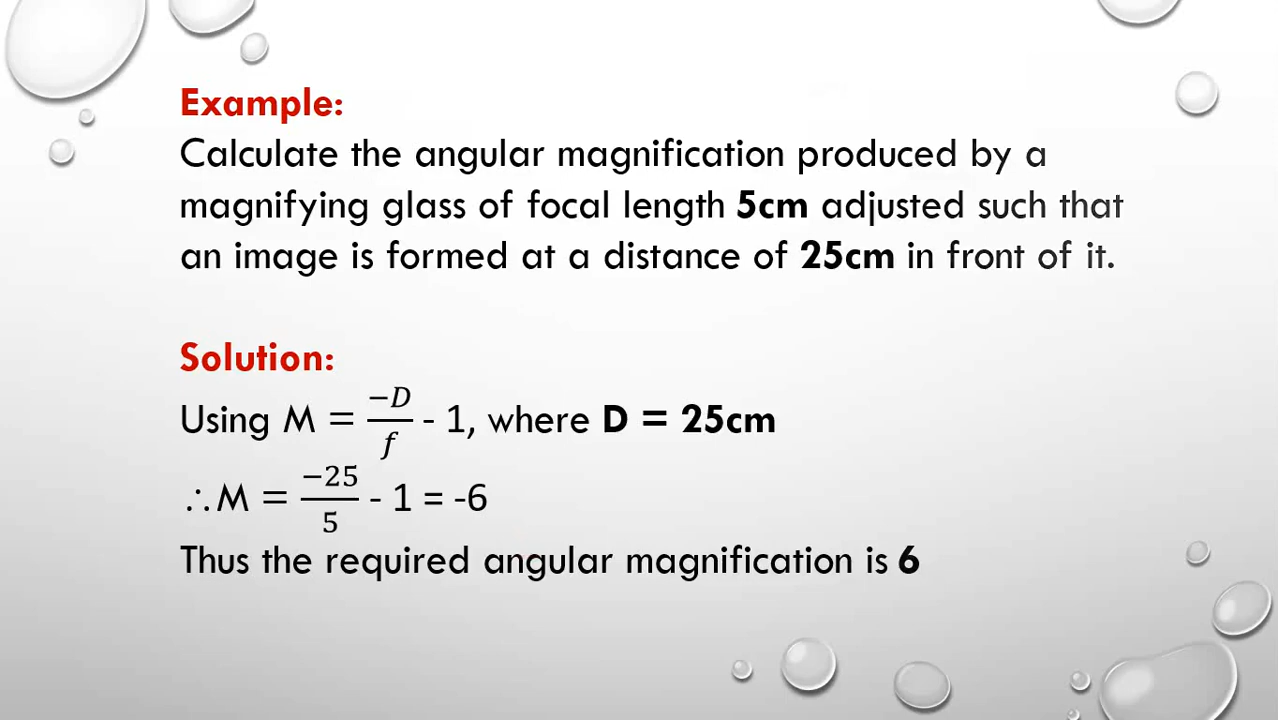 Example:
Calculate the angular magnification produced by a
magnifying glass of focal length 5cm adjusted such that
an image is formed at a distance of 25cm in front of it.
Solution:
Using M = −D/f - 1, where D = 25cm
∴M = −25/5 - 1 = -6
Thus the required angular magnification is 6